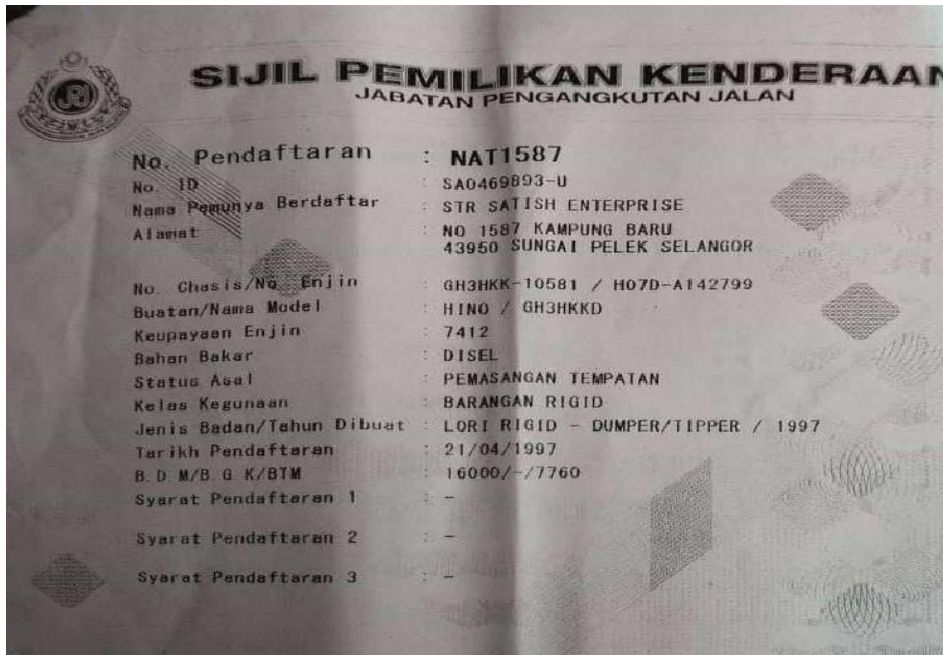 SIJIL PEMILIKAN KENDERAAN
JABATAN PENGANGKUTAN JALAN
No. Pendaftaran : NAT1587
No. ID : SA0469893-U
Nama Pemunya Berdaftar : STR SATISH ENTERPRISE
Alamat : NO 1587 KAMPUNG BARU
43950 SUNGAI PELEK SELANGOR
No. Chasis/No. Enjin : GH3HKK-10581 / H07D-A142799
Buatan/Nama Model : HINO / GH3HKKD
Keupayaan Enjin : 7412
Bahan Bakar : DISEL
Status Asal : PEMASANGAN TEMPATAN
Kelas Kegunaan : BARANGAN RIGID
Jenis Badan/Tahun Dibuat : LORI RIGID - DUMPER/TIPPER / 1997
Tarikh Pendaftaran : 21/04/1997
B.D.M/B.G.K/BTM : 16000/-/7760
Syarat Pendaftaran 1 : -
Syarat Pendaftaran 2 : -
Syarat Pendaftaran 3 : -